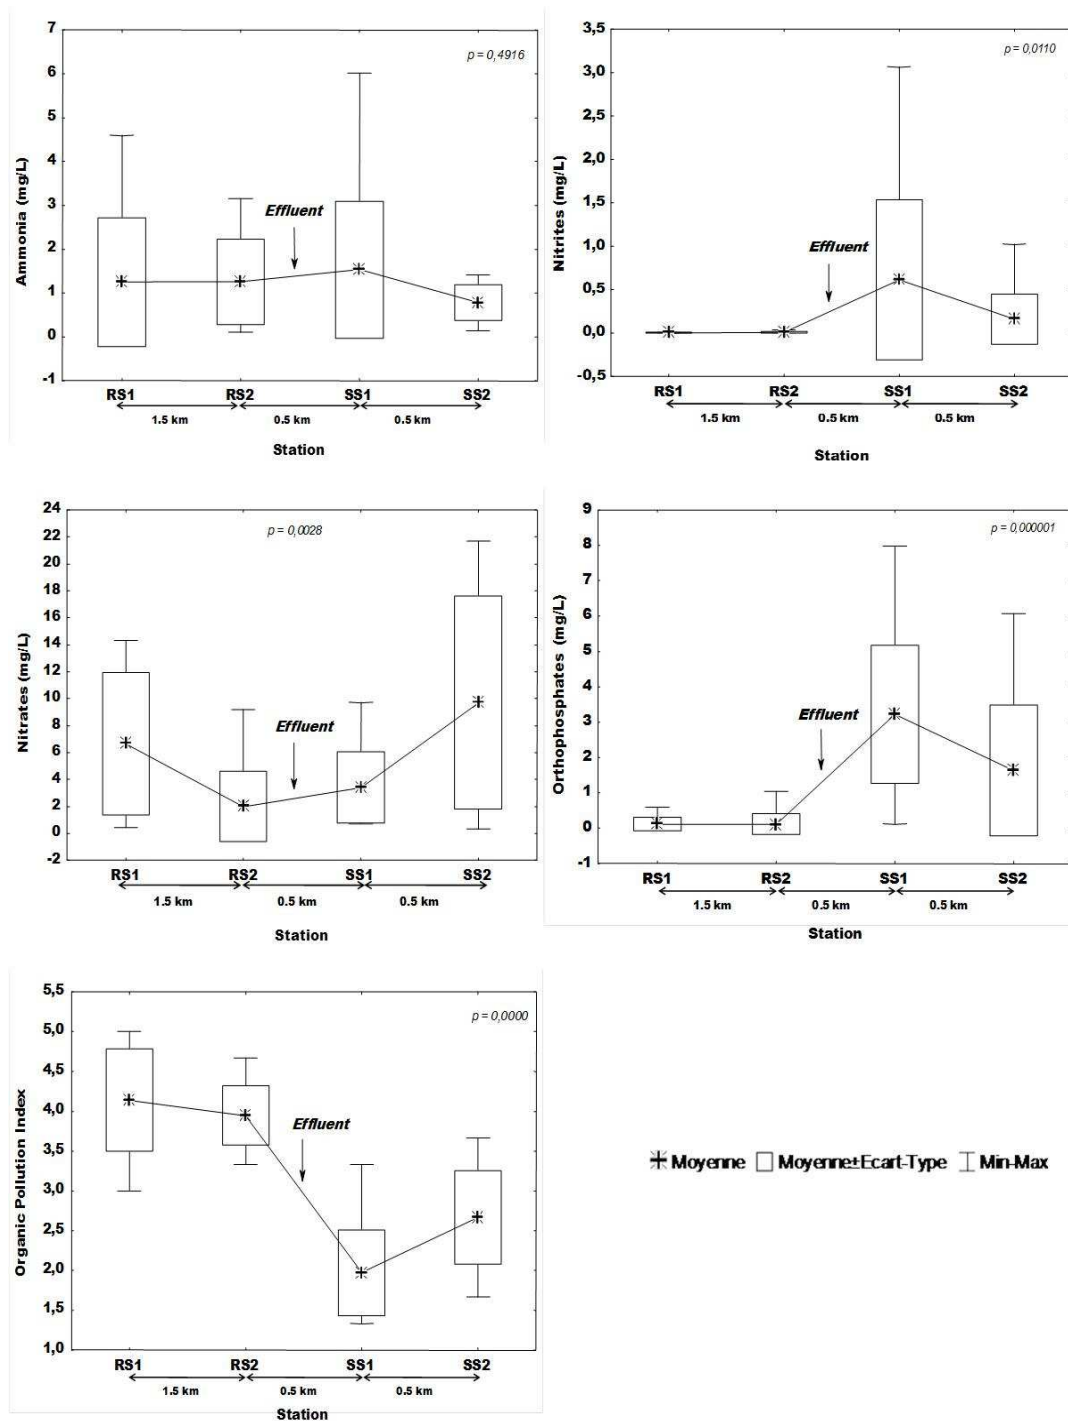 7
6
5
4
3
2
1
0
-1
Ammonia (mg/L)
p = 0,4916
Effluent
RS1 RS2 SS1 SS2
1.5 km 0.5 km 0.5 km
Station
3,5
3,0
2,5
2,0
1,5
1,0
0,5
0,0
-0,5
Nitrites (mg/L)
p = 0,0110
Effluent
RS1 RS2 SS1 SS2
1.5 km 0.5 km 0.5 km
Station
24
22
20
18
16
14
12
10
8
6
4
2
0
-2
Nitrates (mg/L)
p = 0,0028
Effluent
RS1 RS2 SS1 SS2
1.5 km 0.5 km 0.5 km
Station
9
8
7
6
5
4
3
2
1
0
-1
Orthophosphates (mg/L)
p = 0,000001
Effluent
RS1 RS2 SS1 SS2
1.5 km 0.5 km 0.5 km
Station
5,5
5,0
4,5
4,0
3,5
3,0
2,5
2,0
1,5
1,0
Organic Pollution Index
p = 0,0000
Effluent
RS1 RS2 SS1 SS2
1.5 km 0.5 km 0.5 km
Station
Moyenne Moyenne±Ecart-Type Min-Max